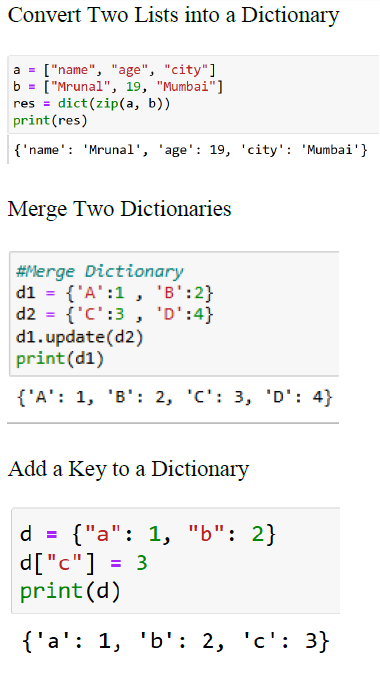 Convert Two Lists into a Dictionary
a = ["name", "age", "city"]
b = ["Mrunal", 19, "Mumbai"]
res = dict(zip(a, b))
print(res)
{'name': 'Mrunal', 'age': 19, 'city': 'Mumbai'}
Merge Two Dictionaries
#Merge Dictionary
d1 = {'A':1 , 'B':2}
d2 = {'C':3 , 'D':4}
d1.update(d2)
print(d1)
{'A': 1, 'B': 2, 'C': 3, 'D': 4}
Add a Key to a Dictionary
d = {"a": 1, "b": 2}
d["c"] = 3
print(d)
{'a': 1, 'b': 2, 'c': 3}